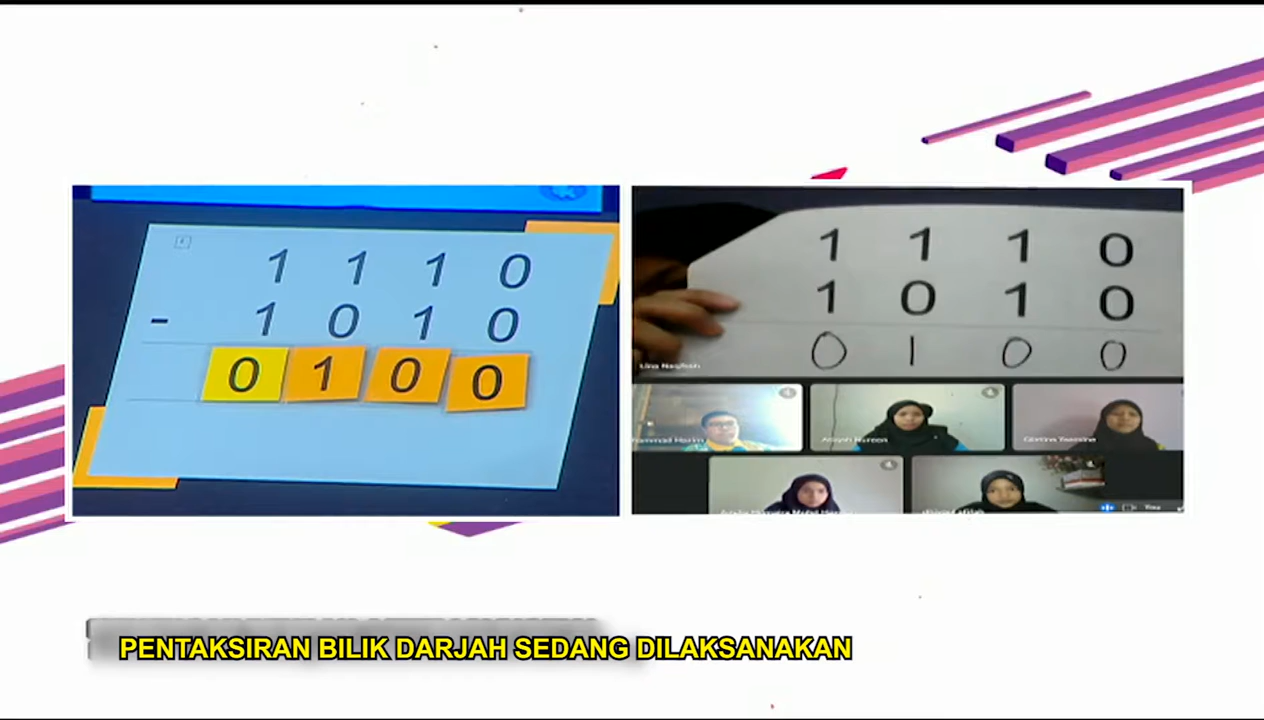 1 1 1 0
- 1 0 1 0
0 1 0 0
1 1 1 0
1 0 1 0
0 1 0 0
You
PENTAKSIRAN BILIK DARJAH SEDANG DILAKSANAKAN